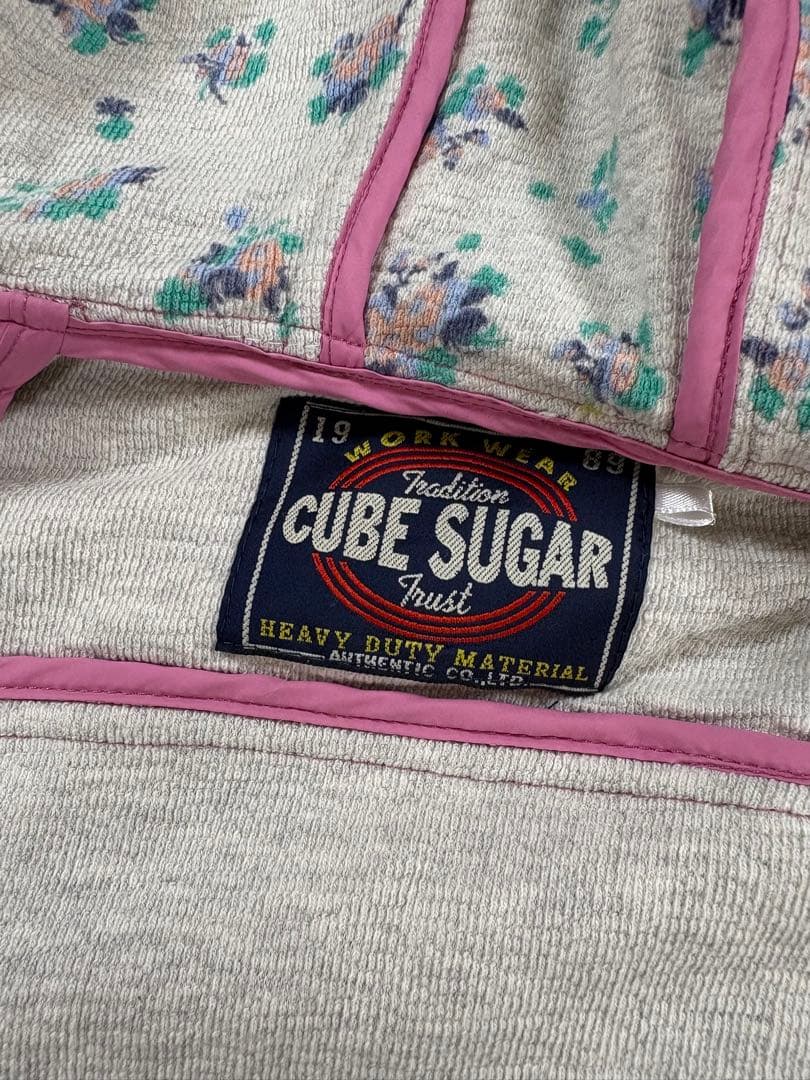 19 89
WORK WEAR
Tradition
CUBE SUGAR
Trust
HEAVY DUTY MATERIAL
AUTHENTIC CO.,LTD.